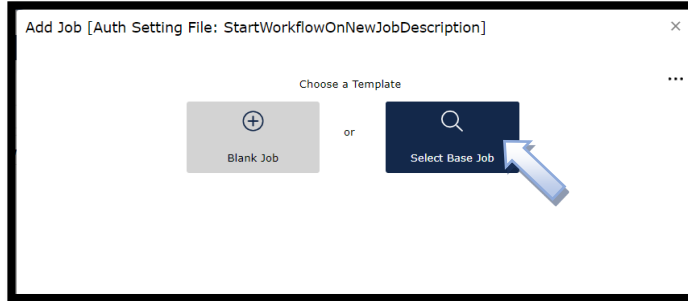 Add Job [Auth Setting File: StartWorkflowOnNewJobDescription]
Choose a Template
Blank Job
or
Select Base Job